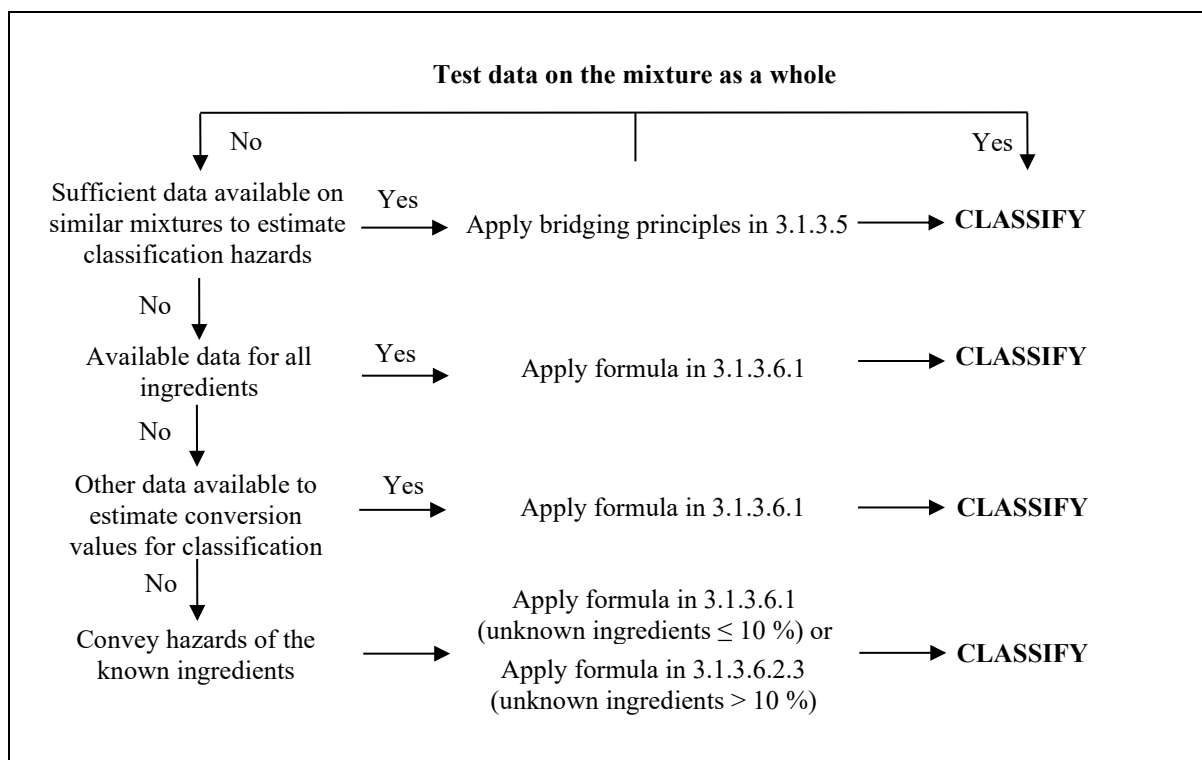 Test data on the mixture as a whole
No
Yes
Sufficient data available on
similar mixtures to estimate
classification hazards
Yes
Apply bridging principles in 3.1.3.5
CLASSIFY
No
Available data for all
ingredients
Yes
Apply formula in 3.1.3.6.1
CLASSIFY
No
Other data available to
estimate conversion
values for classification
Yes
Apply formula in 3.1.3.6.1
CLASSIFY
No
Convey hazards of the
known ingredients
Apply formula in 3.1.3.6.1
(unknown ingredients ≤ 10 %) or
Apply formula in 3.1.3.6.2.3
(unknown ingredients > 10 %)
CLASSIFY